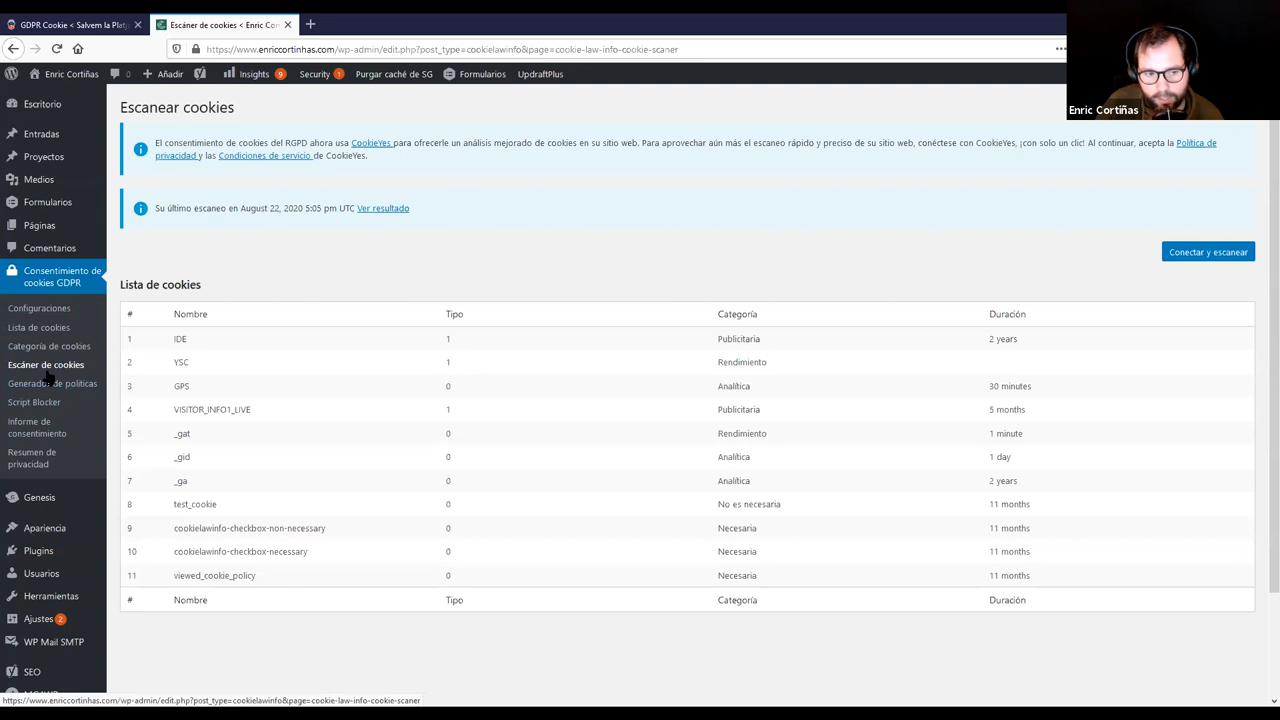 GDPR Cookie < Salvem la Platj
Escáner de cookies < Enric Con
https://www.enriccortinhas.com/wp-admin/edit.php?post_type=cookielawinfo&page=cookie-law-info-cookie-scaner
Enric Cortiñas
0
Añadir
Insights 9
Security 1
Purgar caché de SG
Formularios
UpdraftPlus
Enric Cortiñas
Escritorio
Entradas
Proyectos
Medios
Formularios
Páginas
Comentarios
Consentimiento de
cookies GDPR
Configuraciones
Lista de cookies
Categoría de cookies
Escáner de cookies
Generador de políticas
Script Blocker
Informe de
consentimiento
Resumen de
privacidad
Genesis
Apariencia
Plugins
Usuarios
Herramientas
Ajustes 2
WP Mail SMTP
SEO
Escanear cookies
El consentimiento de cookies del RGPD ahora usa CookieYes para ofrecerle un análisis mejorado de cookies en su sitio web. Para aprovechar aún más el escaneo rápido y preciso de su sitio web, conéctese con CookieYes, ¡con solo un clic! Al continuar, acepta la Política de
privacidad y las Condiciones de servicio de CookieYes.
Su último escaneo en August 22, 2020 5:05 pm UTC Ver resultado
Conectar y escanear
Lista de cookies
# Nombre Tipo Categoría Duración
1 IDE 1 Publicitaria 2 years
2 YSC 1 Rendimiento
3 GPS 0 Analítica 30 minutes
4 VISITOR_INFO1_LIVE 1 Publicitaria 5 months
5 _gat 0 Rendimiento 1 minute
6 _gid 0 Analítica 1 day
7 _ga 0 Analítica 2 years
8 test_cookie 0 No es necesaria 11 months
9 cookielawinfo-checkbox-non-necessary 0 Necesaria 11 months
10 cookielawinfo-checkbox-necessary 0 Necesaria 11 months
11 viewed_cookie_policy 0 Necesaria 11 months
# Nombre Tipo Categoría Duración
https://www.enriccortinhas.com/wp-admin/edit.php?post_type=cookielawinfo&page=cookie-law-info-cookie-scaner